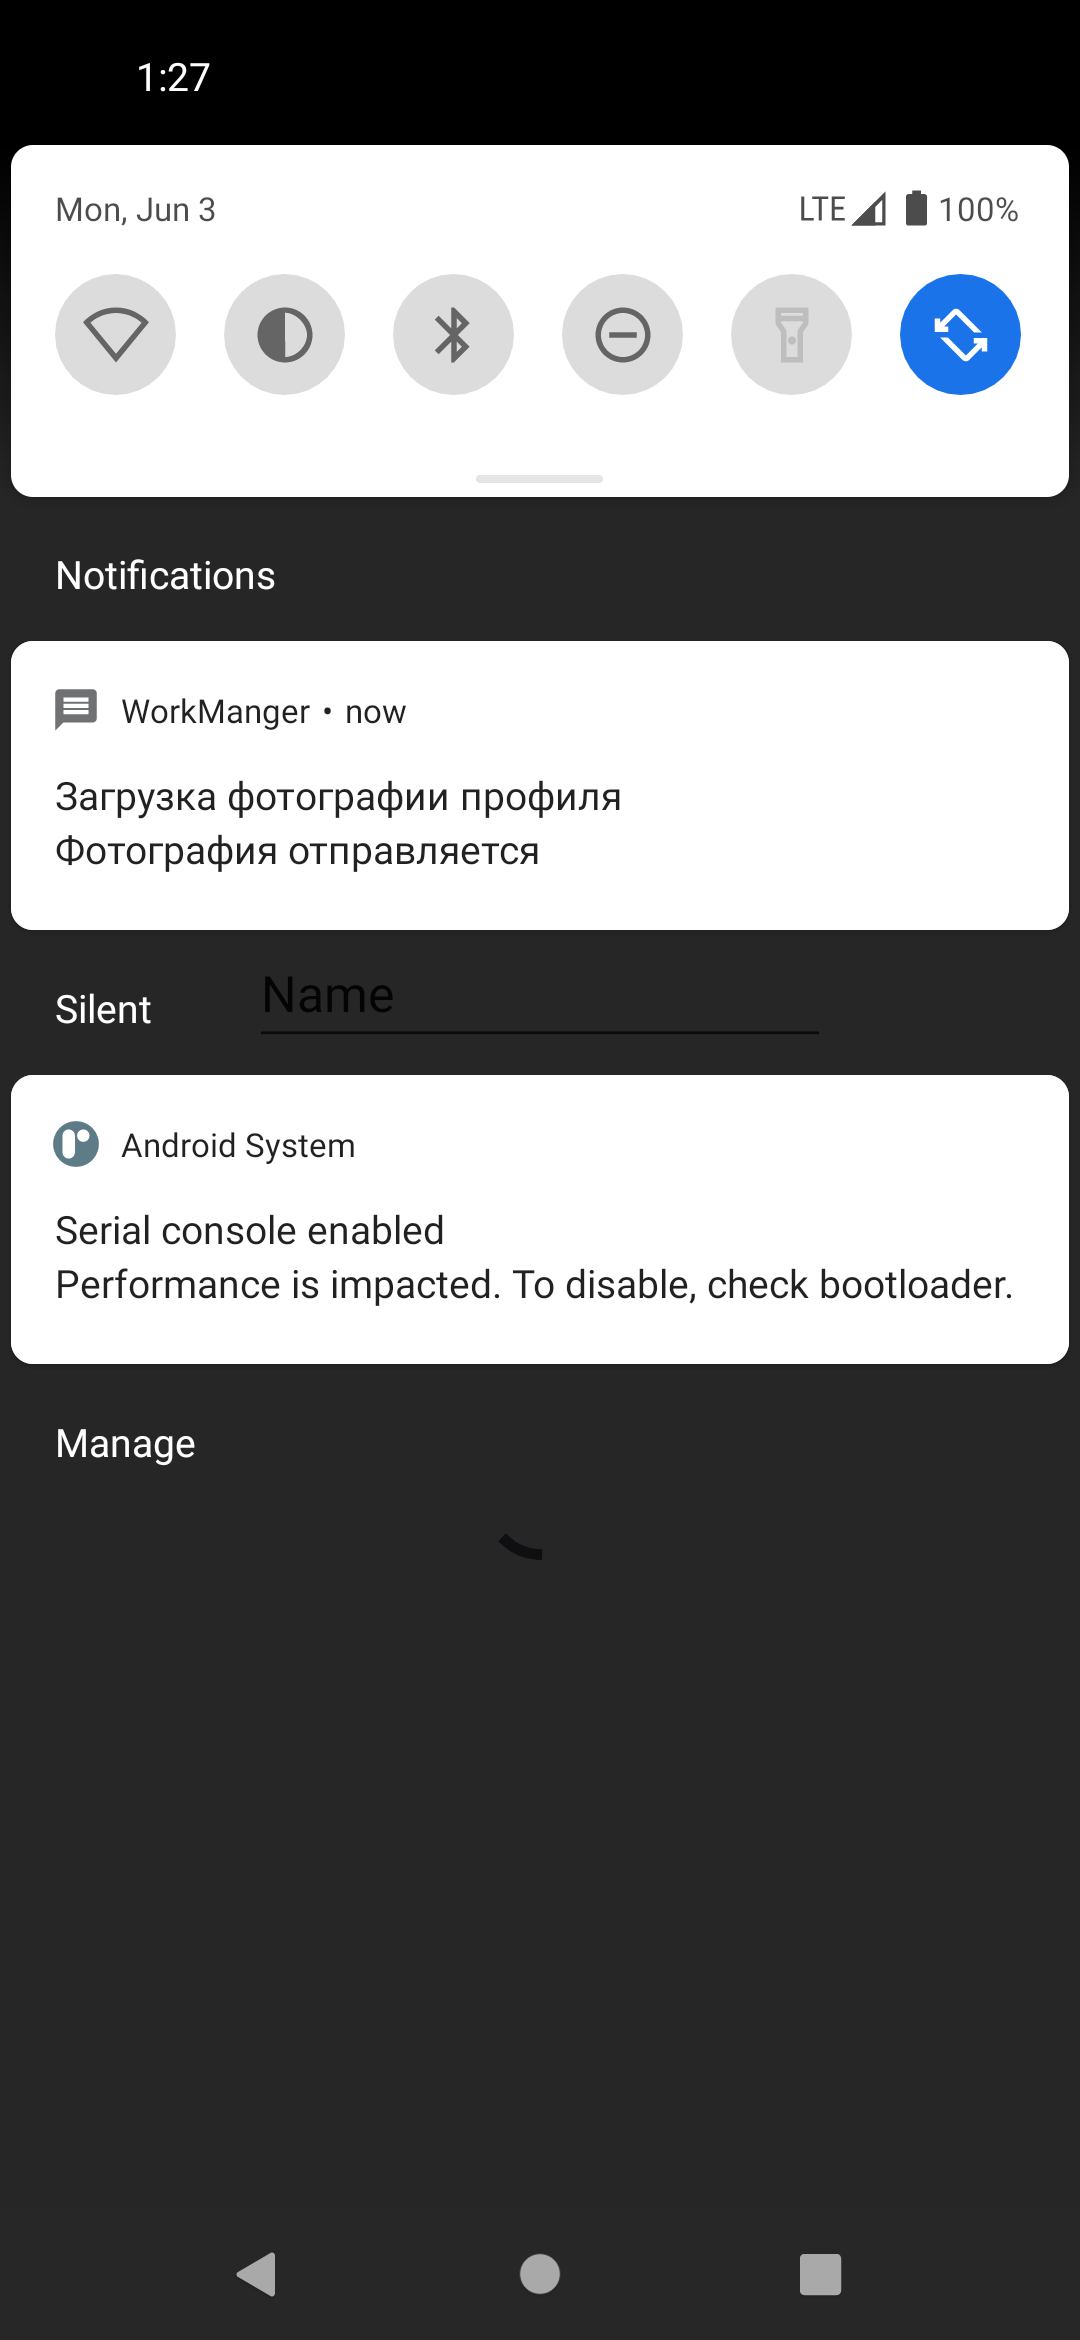 1:27
Mon, Jun 3
LTE 100%
Notifications
WorkManger • now
Загрузка фотографии профиля
Фотография отправляется
Silent
Name
Android System
Serial console enabled
Performance is impacted. To disable, check bootloader.
Manage